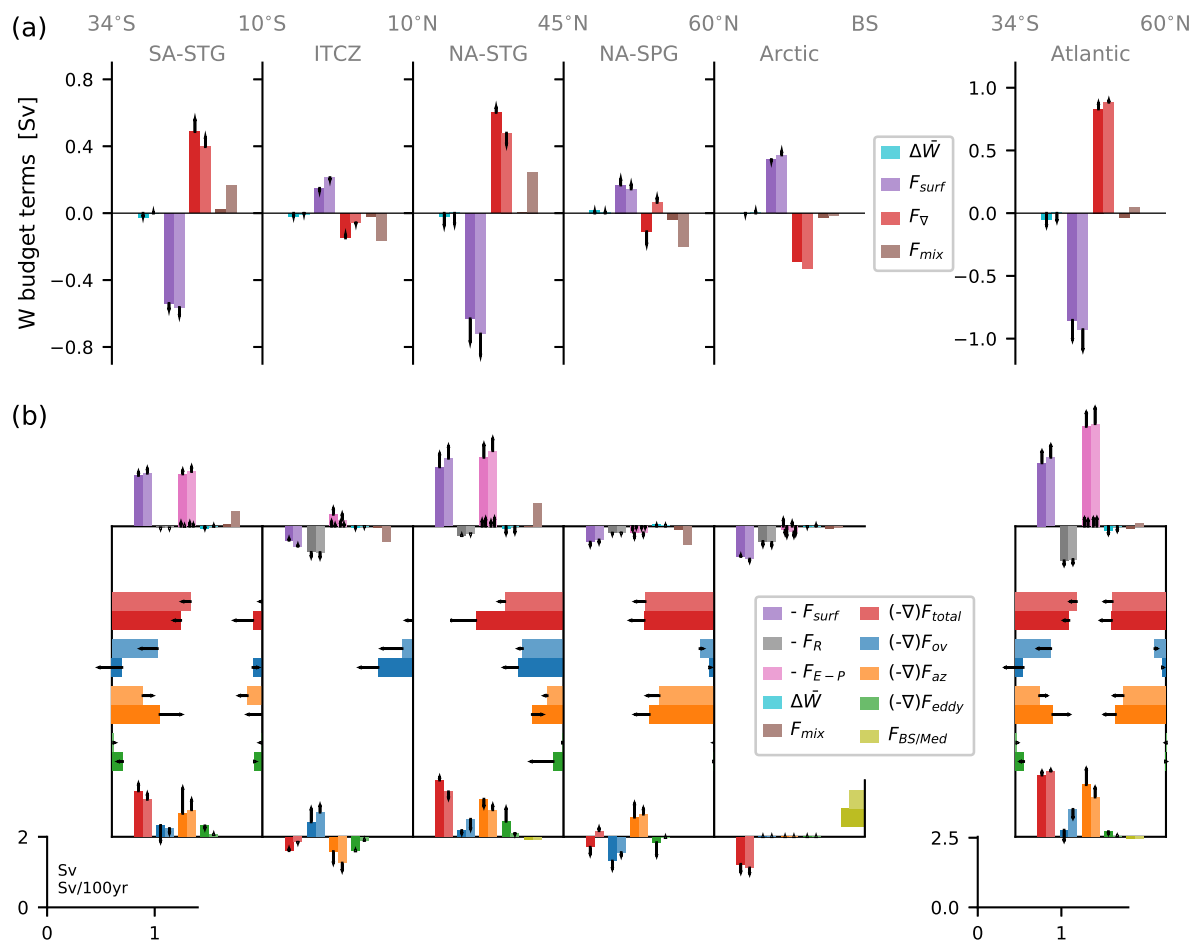 (a)
34°S 10°S 10°N 45°N 60°N BS 34°S 60°N
SA-STG ITCZ NA-STG NA-SPG Arctic Atlantic
W budget terms [Sv]
0.8
0.4
0.0
−0.4
−0.8
ΔW̄
F_surf
F_∇
F_mix
1.0
0.5
0.0
−0.5
−1.0
(b)
- F_surf
- F_R
- F_E−P
ΔW̄
F_mix
(-∇)F_total
(-∇)F_ov
(-∇)F_az
(-∇)F_eddy
F_BS/Med
2
0
Sv
Sv/100yr
0 1
2.5
0.0
0 1